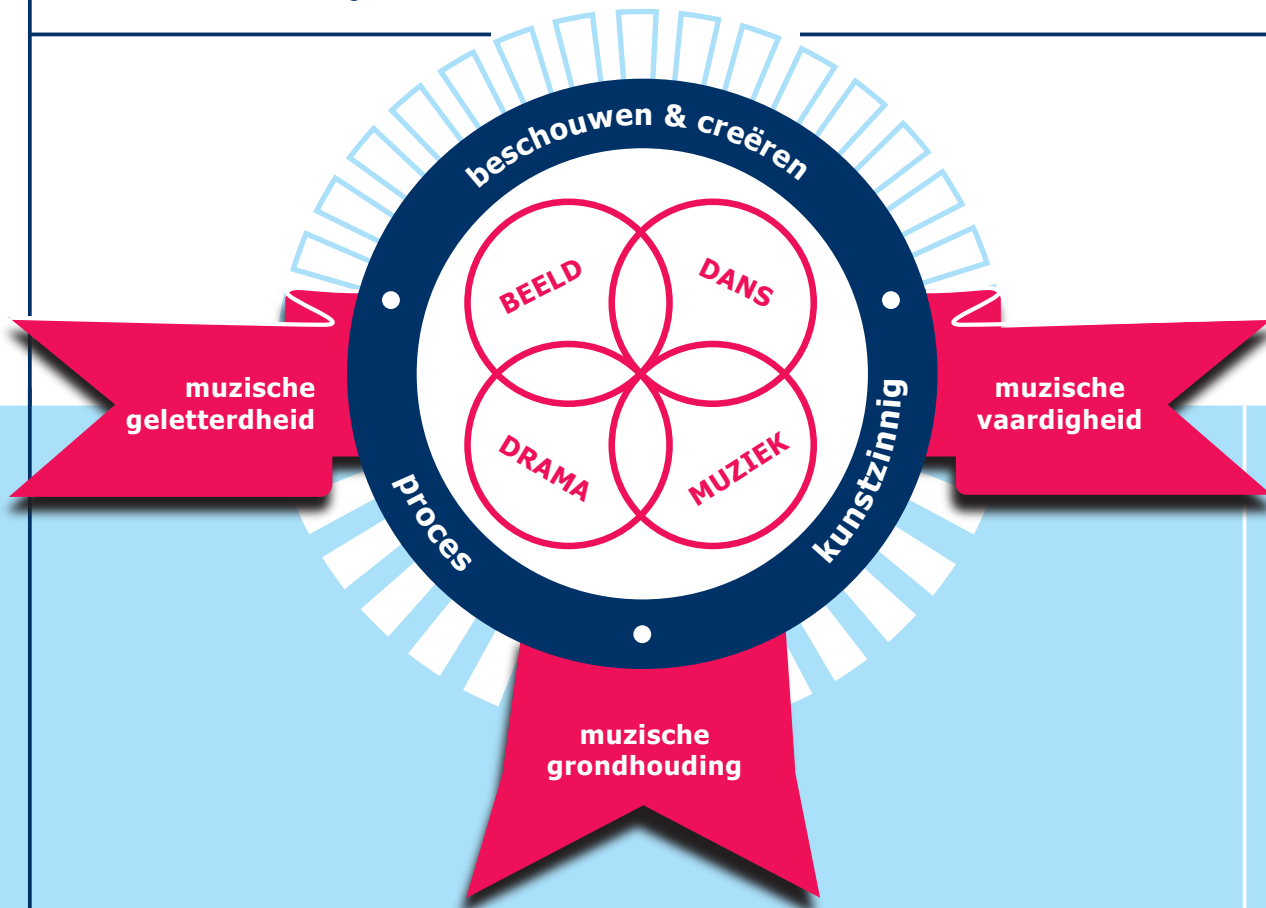 beschouwen & creëren
BEELD
DANS
muzische
geletterdheid
muzische
vaardigheid
DRAMA
MUZIEK
proces
kunstzinnig
muzische
grondhouding